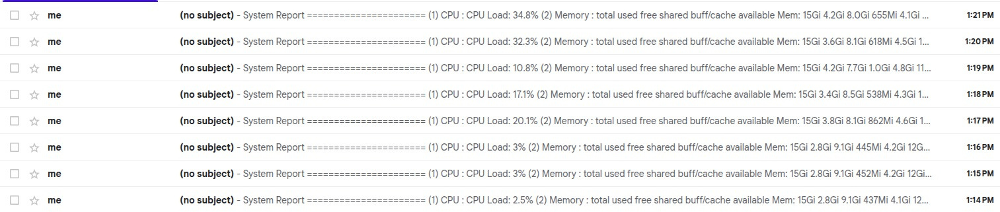 me (no subject) - System Report ===================== (1) CPU : CPU Load: 34.8% (2) Memory : total used free shared buff/cache available Mem: 15Gi 4.2Gi 8.0Gi 655Mi 4.1Gi ... 1:21 PM
me (no subject) - System Report ===================== (1) CPU : CPU Load: 32.3% (2) Memory : total used free shared buff/cache available Mem: 15Gi 3.6Gi 8.1Gi 618Mi 4.5Gi 1... 1:20 PM
me (no subject) - System Report ===================== (1) CPU : CPU Load: 10.8% (2) Memory : total used free shared buff/cache available Mem: 15Gi 4.2Gi 7.7Gi 1.0Gi 4.8Gi 11... 1:19 PM
me (no subject) - System Report ===================== (1) CPU : CPU Load: 17.1% (2) Memory : total used free shared buff/cache available Mem: 15Gi 3.4Gi 8.5Gi 538Mi 4.3Gi 1... 1:18 PM
me (no subject) - System Report ===================== (1) CPU : CPU Load: 20.1% (2) Memory : total used free shared buff/cache available Mem: 15Gi 3.8Gi 8.1Gi 862Mi 4.6Gi 1... 1:17 PM
me (no subject) - System Report ===================== (1) CPU : CPU Load: 3% (2) Memory : total used free shared buff/cache available Mem: 15Gi 2.8Gi 9.1Gi 445Mi 4.2Gi 12G... 1:16 PM
me (no subject) - System Report ===================== (1) CPU : CPU Load: 3% (2) Memory : total used free shared buff/cache available Mem: 15Gi 2.8Gi 9.1Gi 452Mi 4.2Gi 12Gi... 1:15 PM
me (no subject) - System Report ===================== (1) CPU : CPU Load: 2.5% (2) Memory : total used free shared buff/cache available Mem: 15Gi 2.8Gi 9.1Gi 437Mi 4.1Gi 12... 1:14 PM